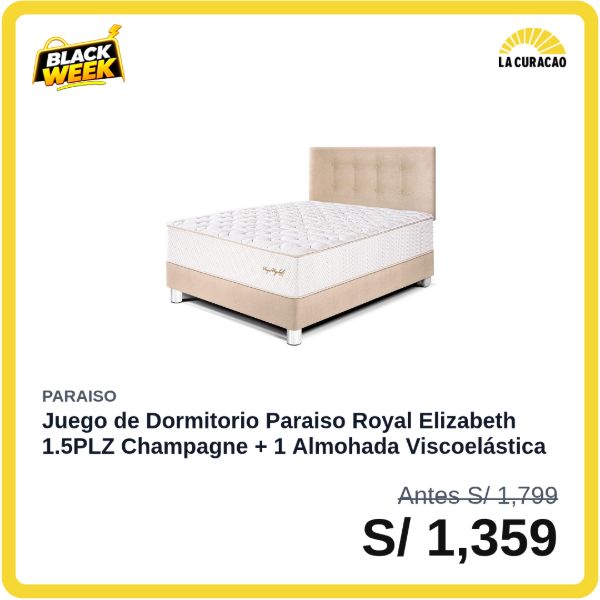 BLACK
WEEK
LA CURACAO
PARAISO
Juego de Dormitorio Paraiso Royal Elizabeth
1.5PLZ Champagne + 1 Almohada Viscoelástica
Antes S/ 1,799
S/ 1,359